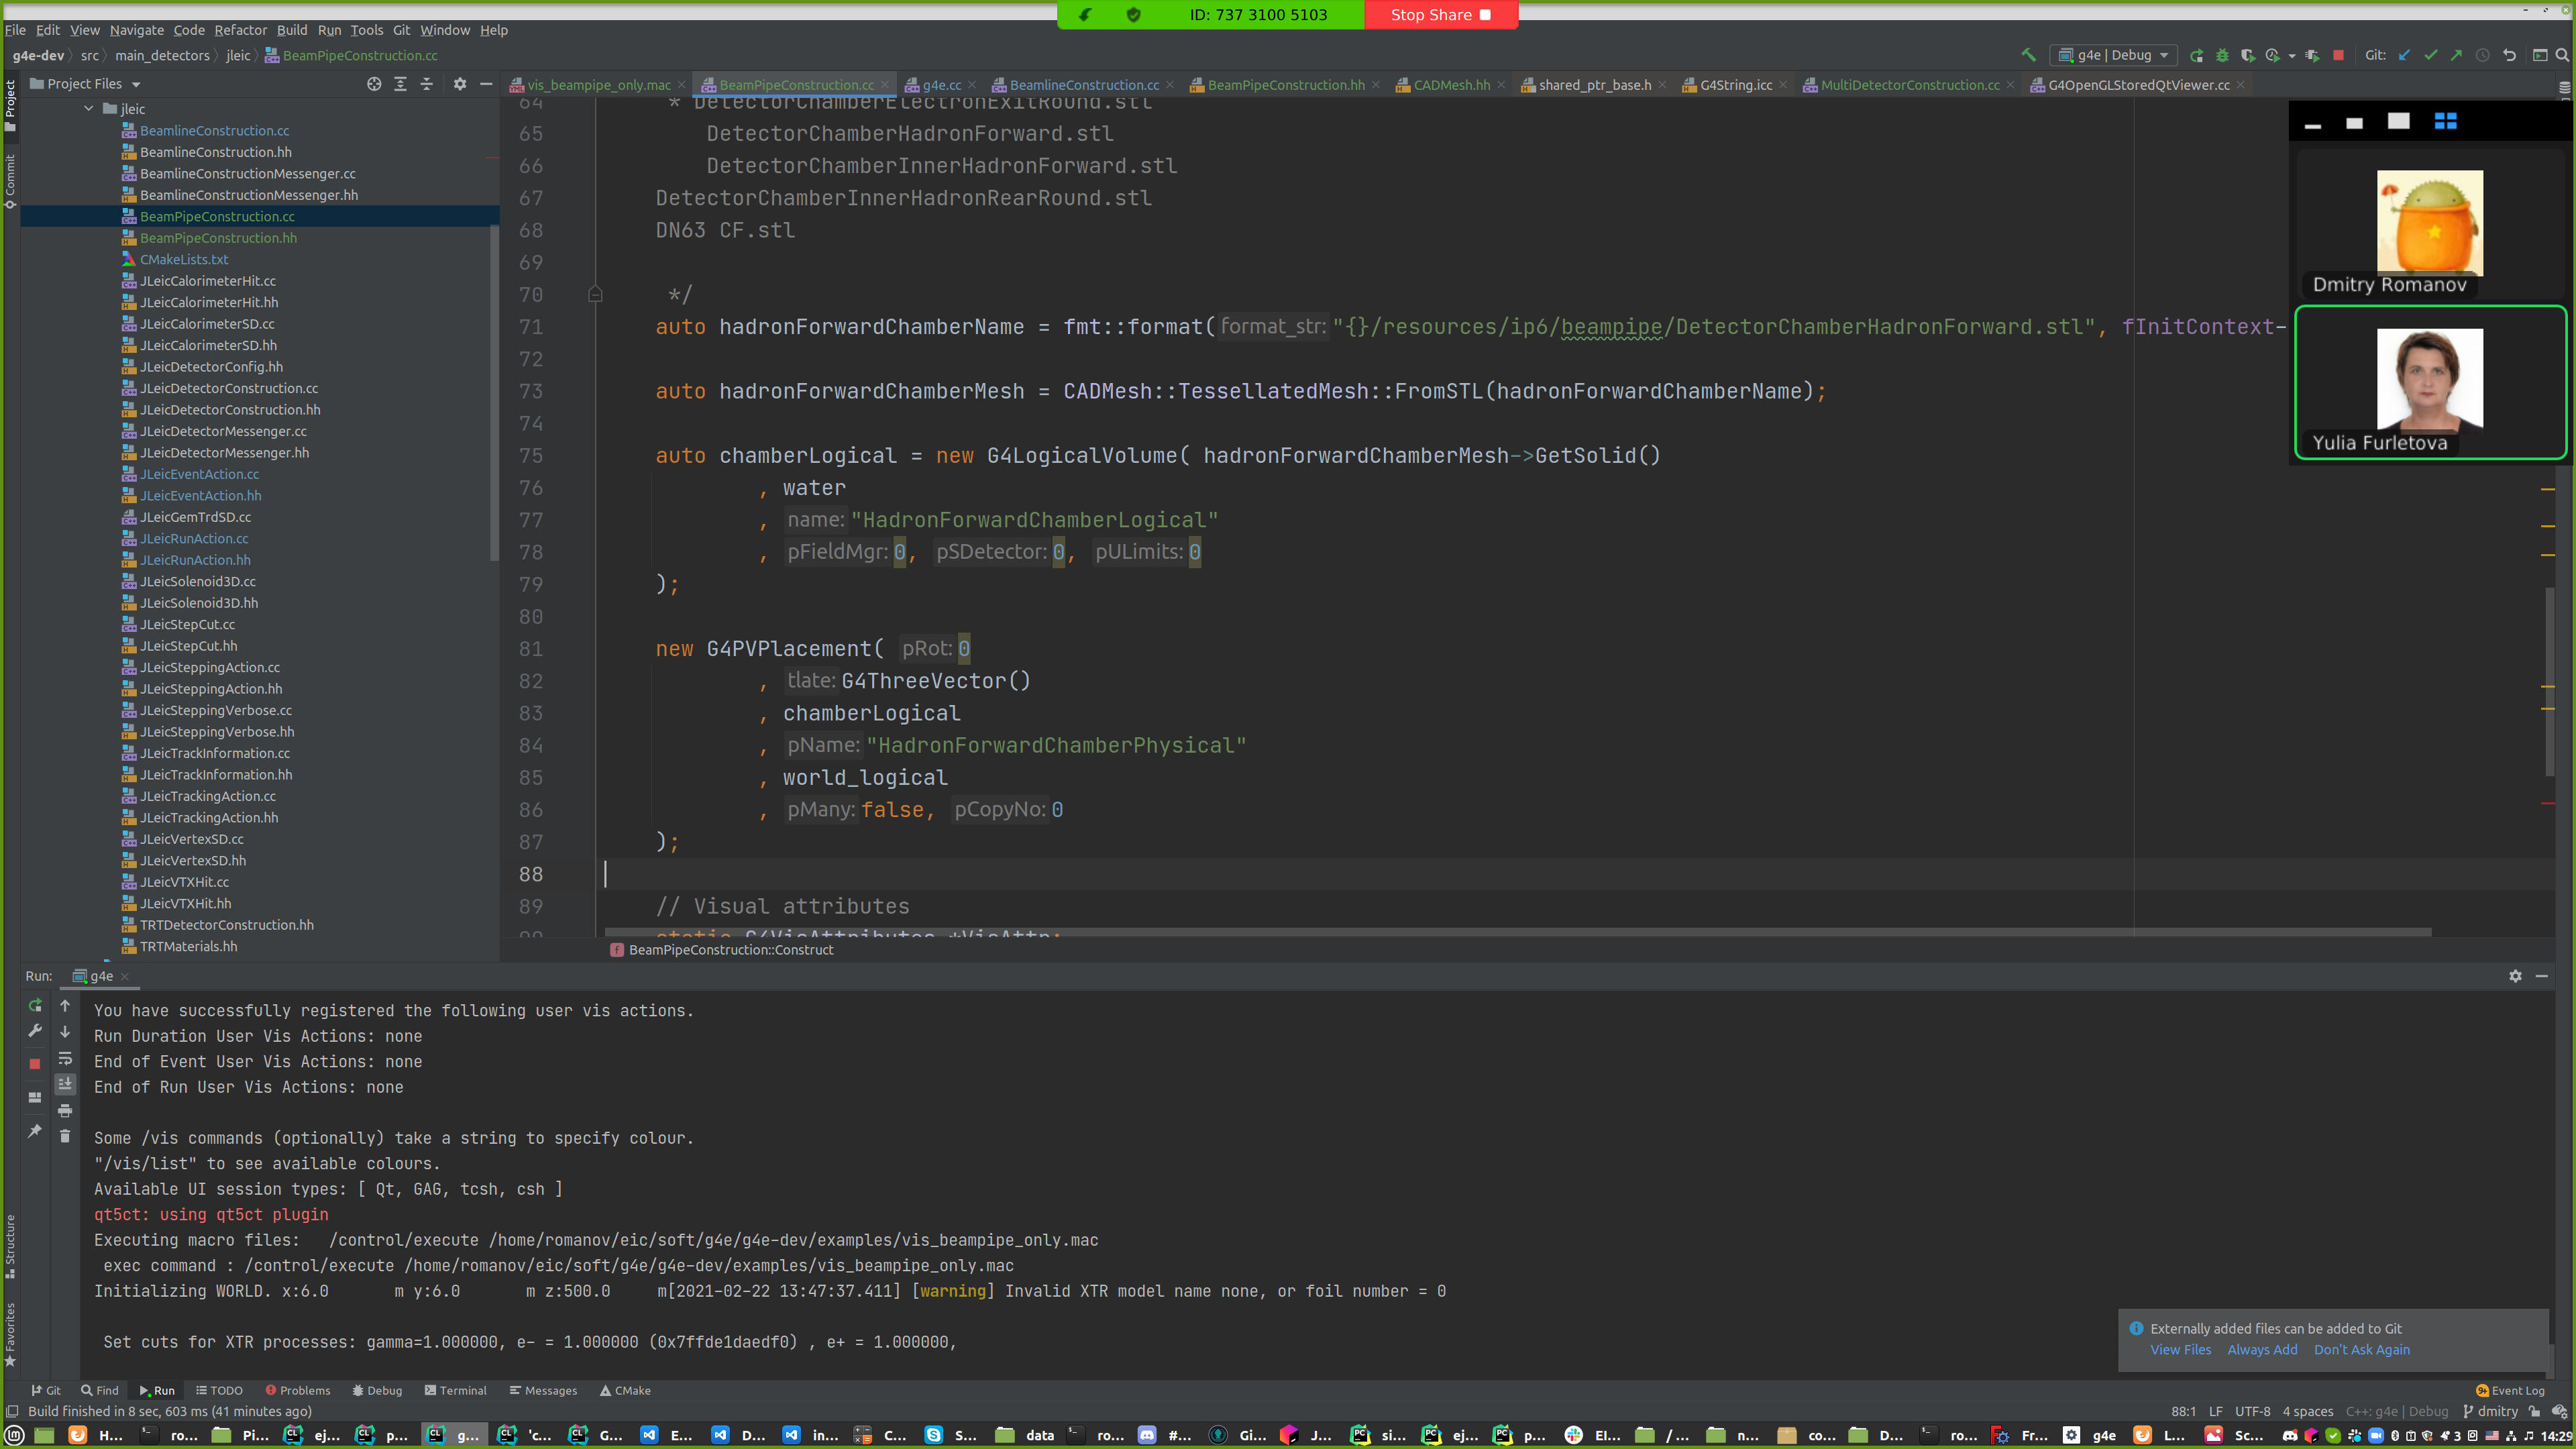 ID: 737 3100 5103 Stop Share
File Edit View Navigate Code Refactor Build Run Tools Git Window Help
g4e-dev src main_detectors jleic BeamPipeConstruction.cc g4e | Debug Git:
Project Files
vis_beampipe_only.mac BeamPipeConstruction.cc g4e.cc BeamlineConstruction.cc BeamPipeConstruction.hh CADMesh.hh shared_ptr_base.h G4String.icc MultiDetectorConstruction.cc G4OpenGLStoredQtViewer.cc
Project
Commit
Structure
Favorites
jleic
BeamlineConstruction.cc
BeamlineConstruction.hh
BeamlineConstructionMessenger.cc
BeamlineConstructionMessenger.hh
BeamPipeConstruction.cc
BeamPipeConstruction.hh
CMakeLists.txt
JLeicCalorimeterHit.cc
JLeicCalorimeterHit.hh
JLeicCalorimeterSD.cc
JLeicCalorimeterSD.hh
JLeicDetectorConfig.hh
JLeicDetectorConstruction.cc
JLeicDetectorConstruction.hh
JLeicDetectorMessenger.cc
JLeicDetectorMessenger.hh
JLeicEventAction.cc
JLeicEventAction.hh
JLeicGemTrdSD.cc
JLeicRunAction.cc
JLeicRunAction.hh
JLeicSolenoid3D.cc
JLeicSolenoid3D.hh
JLeicStepCut.cc
JLeicStepCut.hh
JLeicSteppingAction.cc
JLeicSteppingAction.hh
JLeicSteppingVerbose.cc
JLeicSteppingVerbose.hh
JLeicTrackInformation.cc
JLeicTrackInformation.hh
JLeicTrackingAction.cc
JLeicTrackingAction.hh
JLeicVertexSD.cc
JLeicVertexSD.hh
JLeicVTXHit.cc
JLeicVTXHit.hh
TRTDetectorConstruction.hh
TRTMaterials.hh
64 * DetectorChamberElectronExitRound.stl
65 DetectorChamberHadronForward.stl
66 DetectorChamberInnerHadronForward.stl
67 DetectorChamberInnerHadronRearRound.stl
68 DN63 CF.stl
69
70 */
71 auto hadronForwardChamberName = fmt::format( format_str: "{}/resources/ip6/beampipe/DetectorChamberHadronForward.stl", fInitContext-
72
73 auto hadronForwardChamberMesh = CADMesh::TessellatedMesh::FromSTL(hadronForwardChamberName);
74
75 auto chamberLogical = new G4LogicalVolume( hadronForwardChamberMesh->GetSolid()
76 , water
77 , name: "HadronForwardChamberLogical"
78 , pFieldMgr: 0, pSDetector: 0, pULimits: 0
79 );
80
81 new G4PVPlacement( pRot: 0
82 , tlate: G4ThreeVector()
83 , chamberLogical
84 , pName: "HadronForwardChamberPhysical"
85 , world_logical
86 , pMany: false, pCopyNo: 0
87 );
88
89 // Visual attributes
90 static G4VisAttributes *VisAttr;
BeamPipeConstruction::Construct
Dmitry Romanov
Yulia Furletova
Run: g4e
You have successfully registered the following user vis actions.
Run Duration User Vis Actions: none
End of Event User Vis Actions: none
End of Run User Vis Actions: none
Some /vis commands (optionally) take a string to specify colour.
"/vis/list" to see available colours.
Available UI session types: [ Qt, GAG, tcsh, csh ]
qt5ct: using qt5ct plugin
Executing macro files: /control/execute /home/romanov/eic/soft/g4e/g4e-dev/examples/vis_beampipe_only.mac
exec command : /control/execute /home/romanov/eic/soft/g4e/g4e-dev/examples/vis_beampipe_only.mac
Initializing WORLD. x:6.0 m y:6.0 m z:500.0 m[2021-02-22 13:47:37.411] [warning] Invalid XTR model name none, or foil number = 0
Set cuts for XTR processes: gamma=1.000000, e- = 1.000000 (0x7ffde1daedf0) , e+ = 1.000000,
Externally added files can be added to Git
View Files Always Add Don't Ask Again
Git Find Run TODO Problems Debug Terminal Messages CMake Event Log
Build finished in 8 sec, 603 ms (41 minutes ago) 88:1 LF UTF-8 4 spaces C++: g4e | Debug dmitry
H... ro... Pi... ej... p... g... 'c... G... E... D... in... C... S... data ro... #... Gi... J... si... ej... p... El... /... n... co... D... ro... Fr... g4e L... Sc... 3 14:29